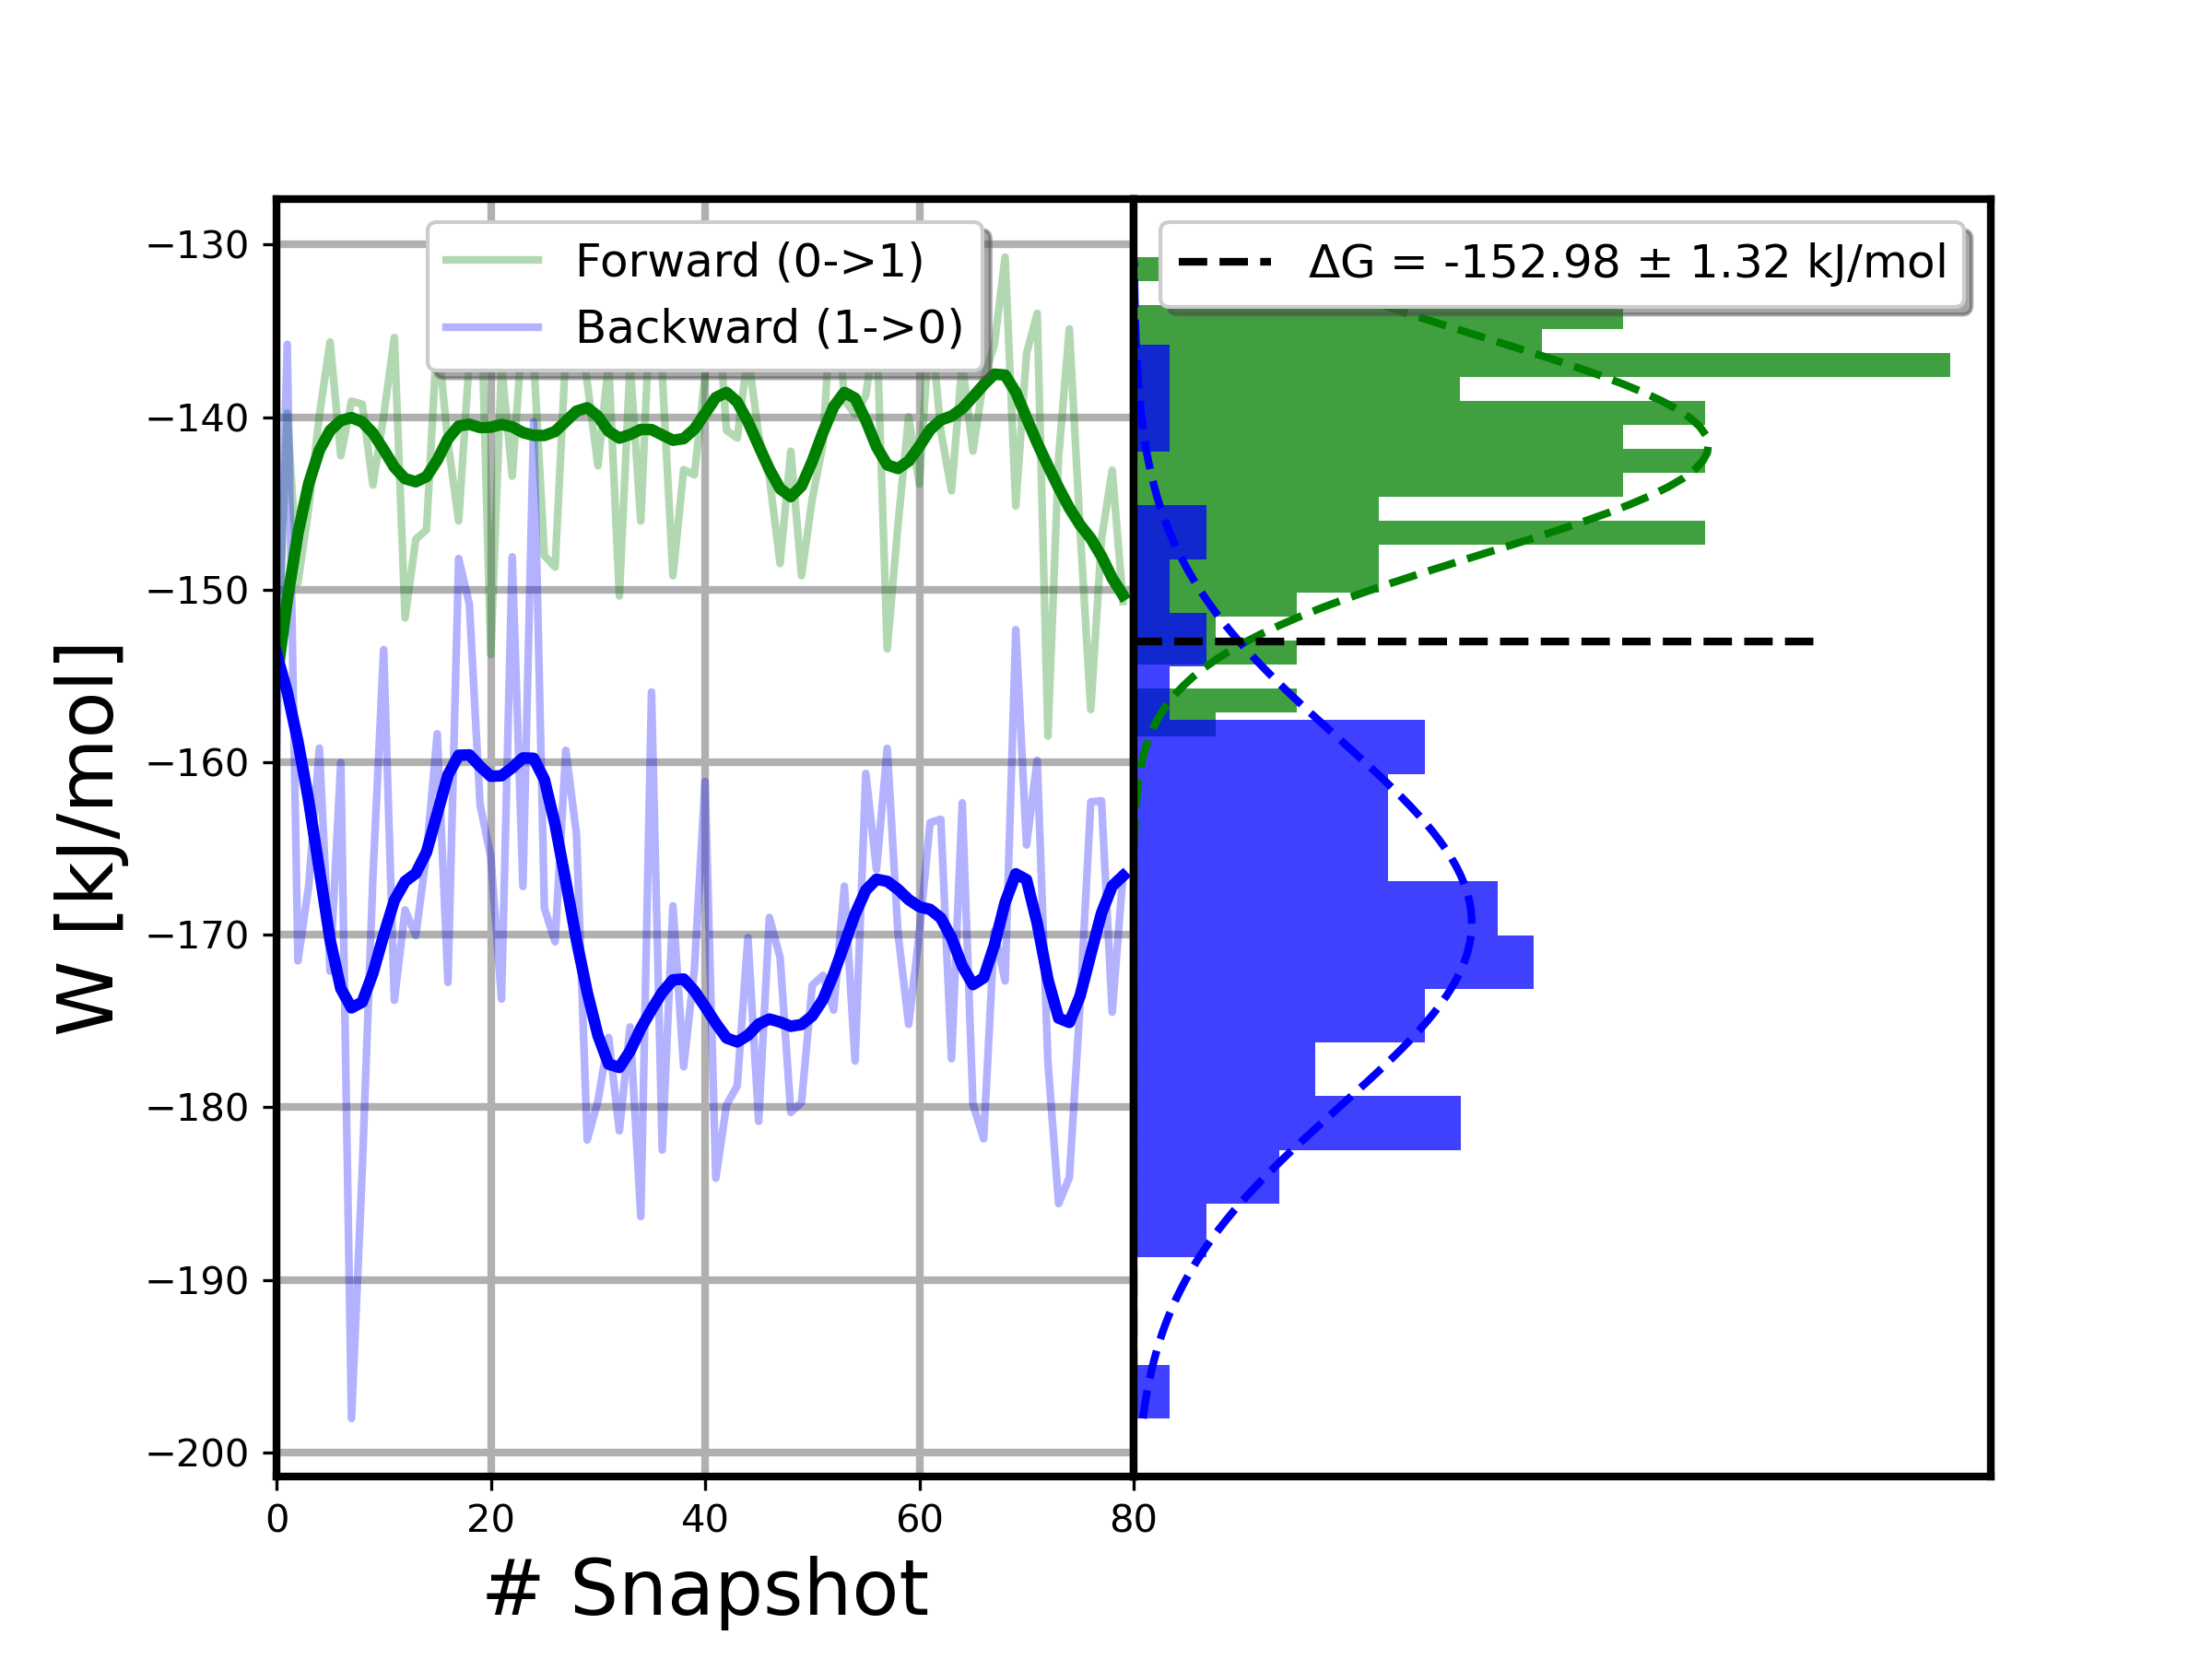 Forward (0->1)
Backward (1->0)
ΔG = -152.98 ± 1.32 kJ/mol
W [kJ/mol]
−130
−140
−150
−160
−170
−180
−190
−200
0 20 40 60 80
# Snapshot